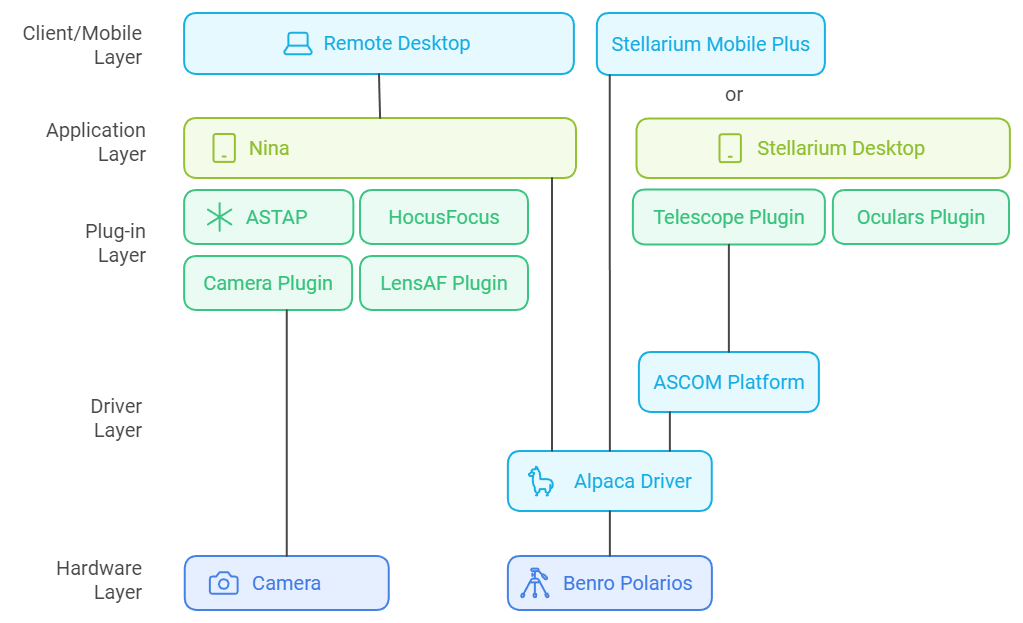 Client/Mobile
Layer
Remote Desktop
Stellarium Mobile Plus
or
Application
Layer
Nina
Stellarium Desktop
Plug-in
Layer
ASTAP
HocusFocus
Telescope Plugin
Oculars Plugin
Camera Plugin
LensAF Plugin
ASCOM Platform
Driver
Layer
Alpaca Driver
Hardware
Layer
Camera
Benro Polarios